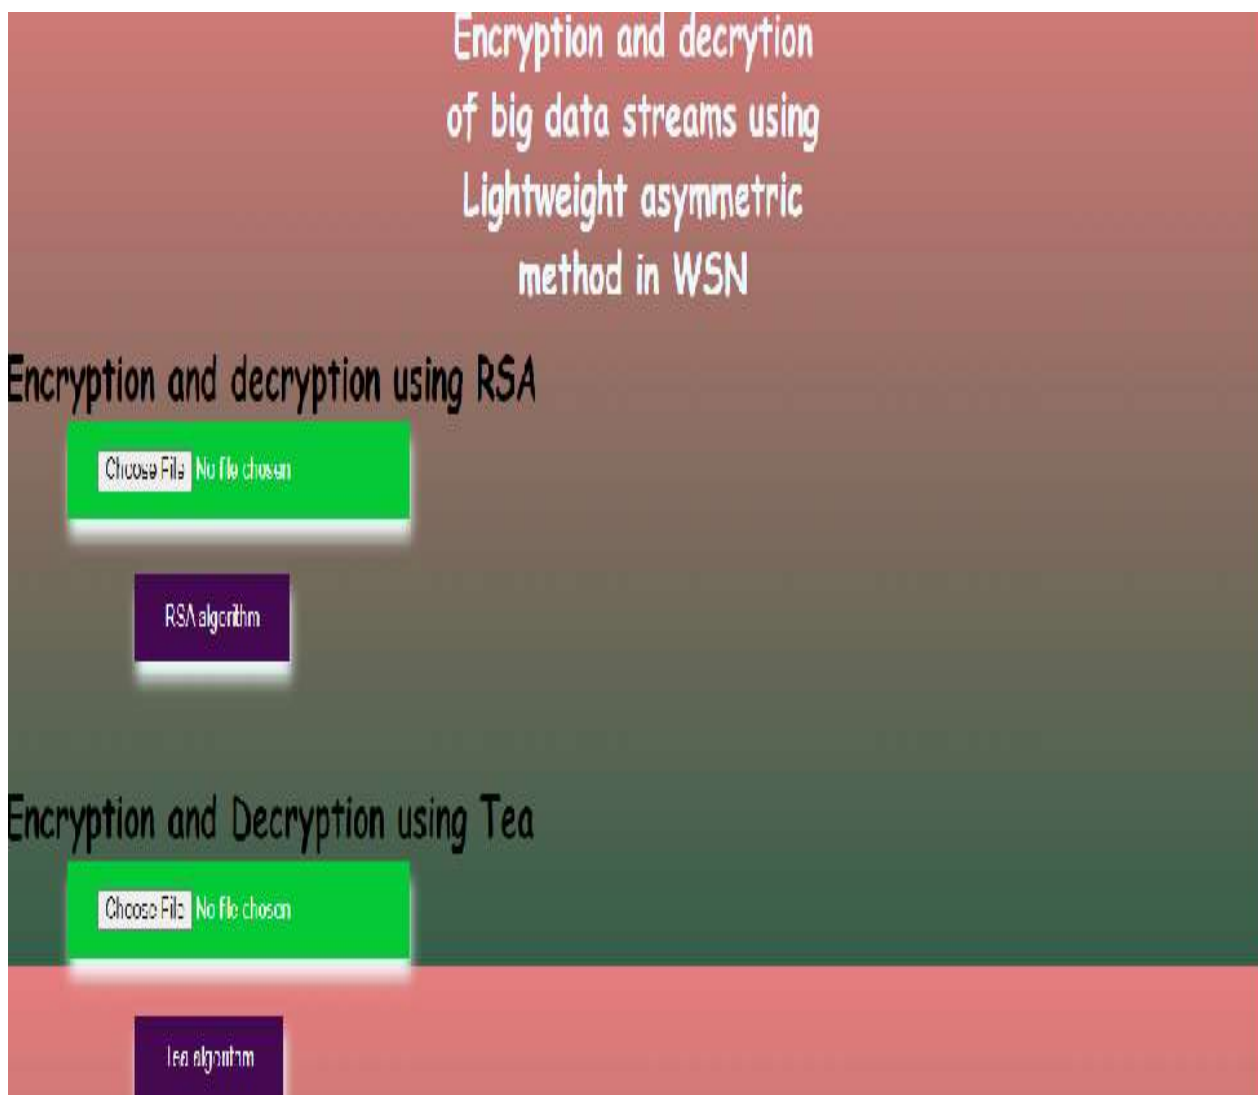 Encryption and decrytion
of big data streams using
Lightweight asymmetric
method in WSN
Encryption and decryption using RSA
Choose File No file chosen
RSA algorithm
Encryption and Decryption using Tea
Choose File No file chosen
Tea algorithm